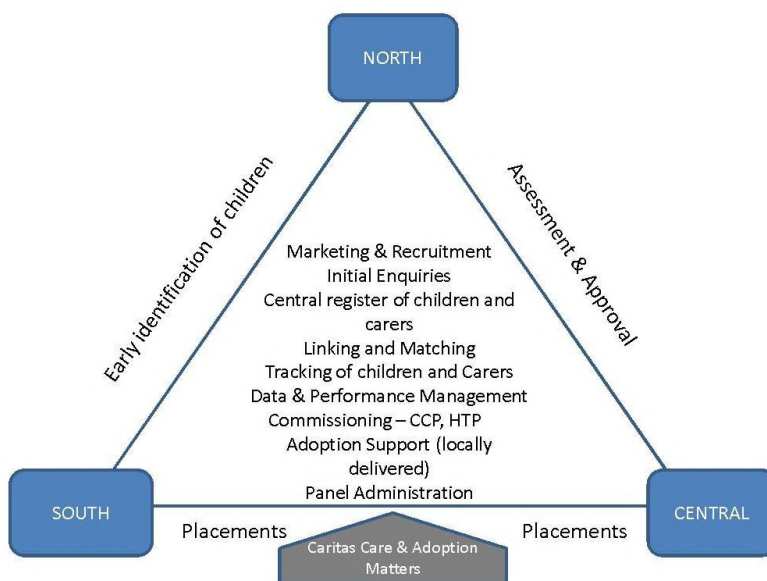 NORTH
Early identification of children
Assessment & Approval
Marketing & Recruitment
Initial Enquiries
Central register of children and
carers
Linking and Matching
Tracking of children and Carers
Data & Performance Management
Commissioning – CCP, HTP
Adoption Support (locally
delivered)
Panel Administration
SOUTH
CENTRAL
Placements
Placements
Caritas Care & Adoption
Matters